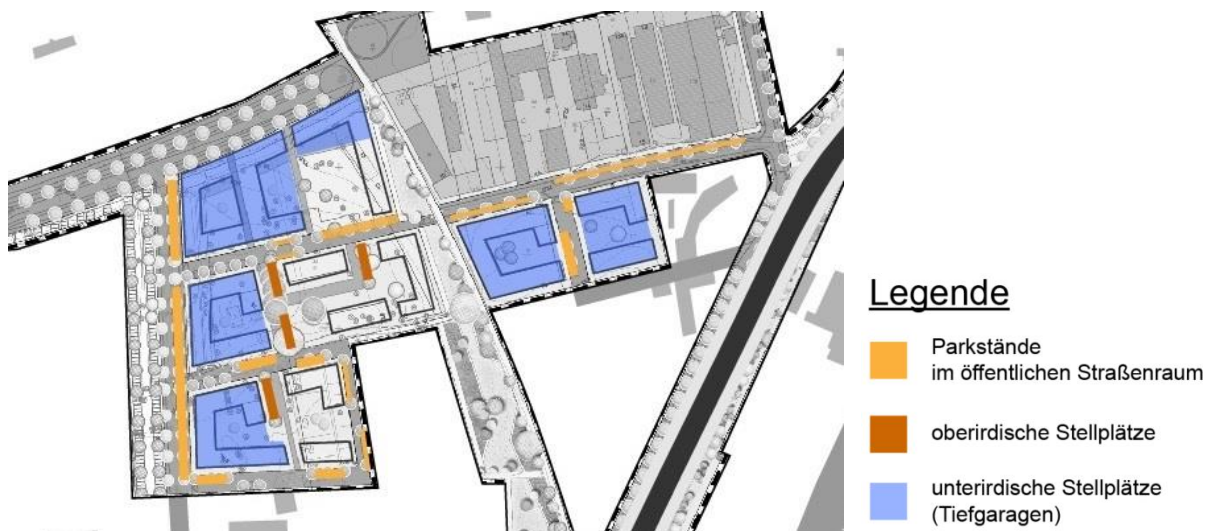 Legende
Parkstände
im öffentlichen Straßenraum
oberirdische Stellplätze
unterirdische Stellplätze
(Tiefgaragen)